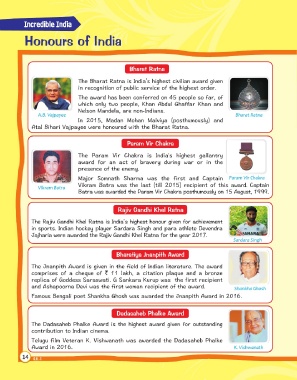 Incredible India
Honours of India
Bharat Ratna
The Bharat Ratna is India's highest civilian award given
in recognition of public service of the highest order.
The award has been conferred on 45 people so far, of
which only two people, Khan Abdul Ghaffar Khan and
Nelson Mandela, are non-Indians.
A.B. Vajpayee
Bharat Ratna
In 2015, Madan Mohan Malviya (posthumously) and
Atal Bihari Vajpayee were honoured with the Bharat Ratna.
Param Vir Chakra
The Param Vir Chakra is India's highest gallantry
award for an act of bravery during war or in the
presence of the enemy.
Major Somnath Sharma was the first and Captain
Vikram Batra was the last (till 2015) recipient of this award. Captain
Batra was awarded the Param Vir Chakra posthumously on 15 August, 1999.
Vikram Batra
Param Vir Chakra
Rajiv Gandhi Khel Ratna
The Rajiv Gandhi Khel Ratna is India's highest honour given for achievement
in sports. Indian hockey player Sardara Singh and para athlete Devendra
Jajharia were awarded the Rajiv Gandhi Khel Ratna for the year 2017.
Sardara Singh
Bharatiya Jnanpith Award
The Jnanpith Award is given in the field of Indian literature. The award
comprises of a cheque of ₹ 11 lakh, a citation plaque and a bronze
replica of Goddess Saraswati. G Sankara Kurup was the first recipient
and Ashapoorna Devi was the first woman recipient of the award.
Famous Bengali poet Shankha Ghosh was awarded the Jnanpith Award in 2016.
Shankha Ghosh
Dadasaheb Phalke Award
The Dadasaheb Phalke Award is the highest award given for outstanding
contribution to Indian cinema.
Telugu film Veteran K. Vishwanath was awarded the Dadasaheb Phalke
Award in 2016.
K. Vishwanath
14